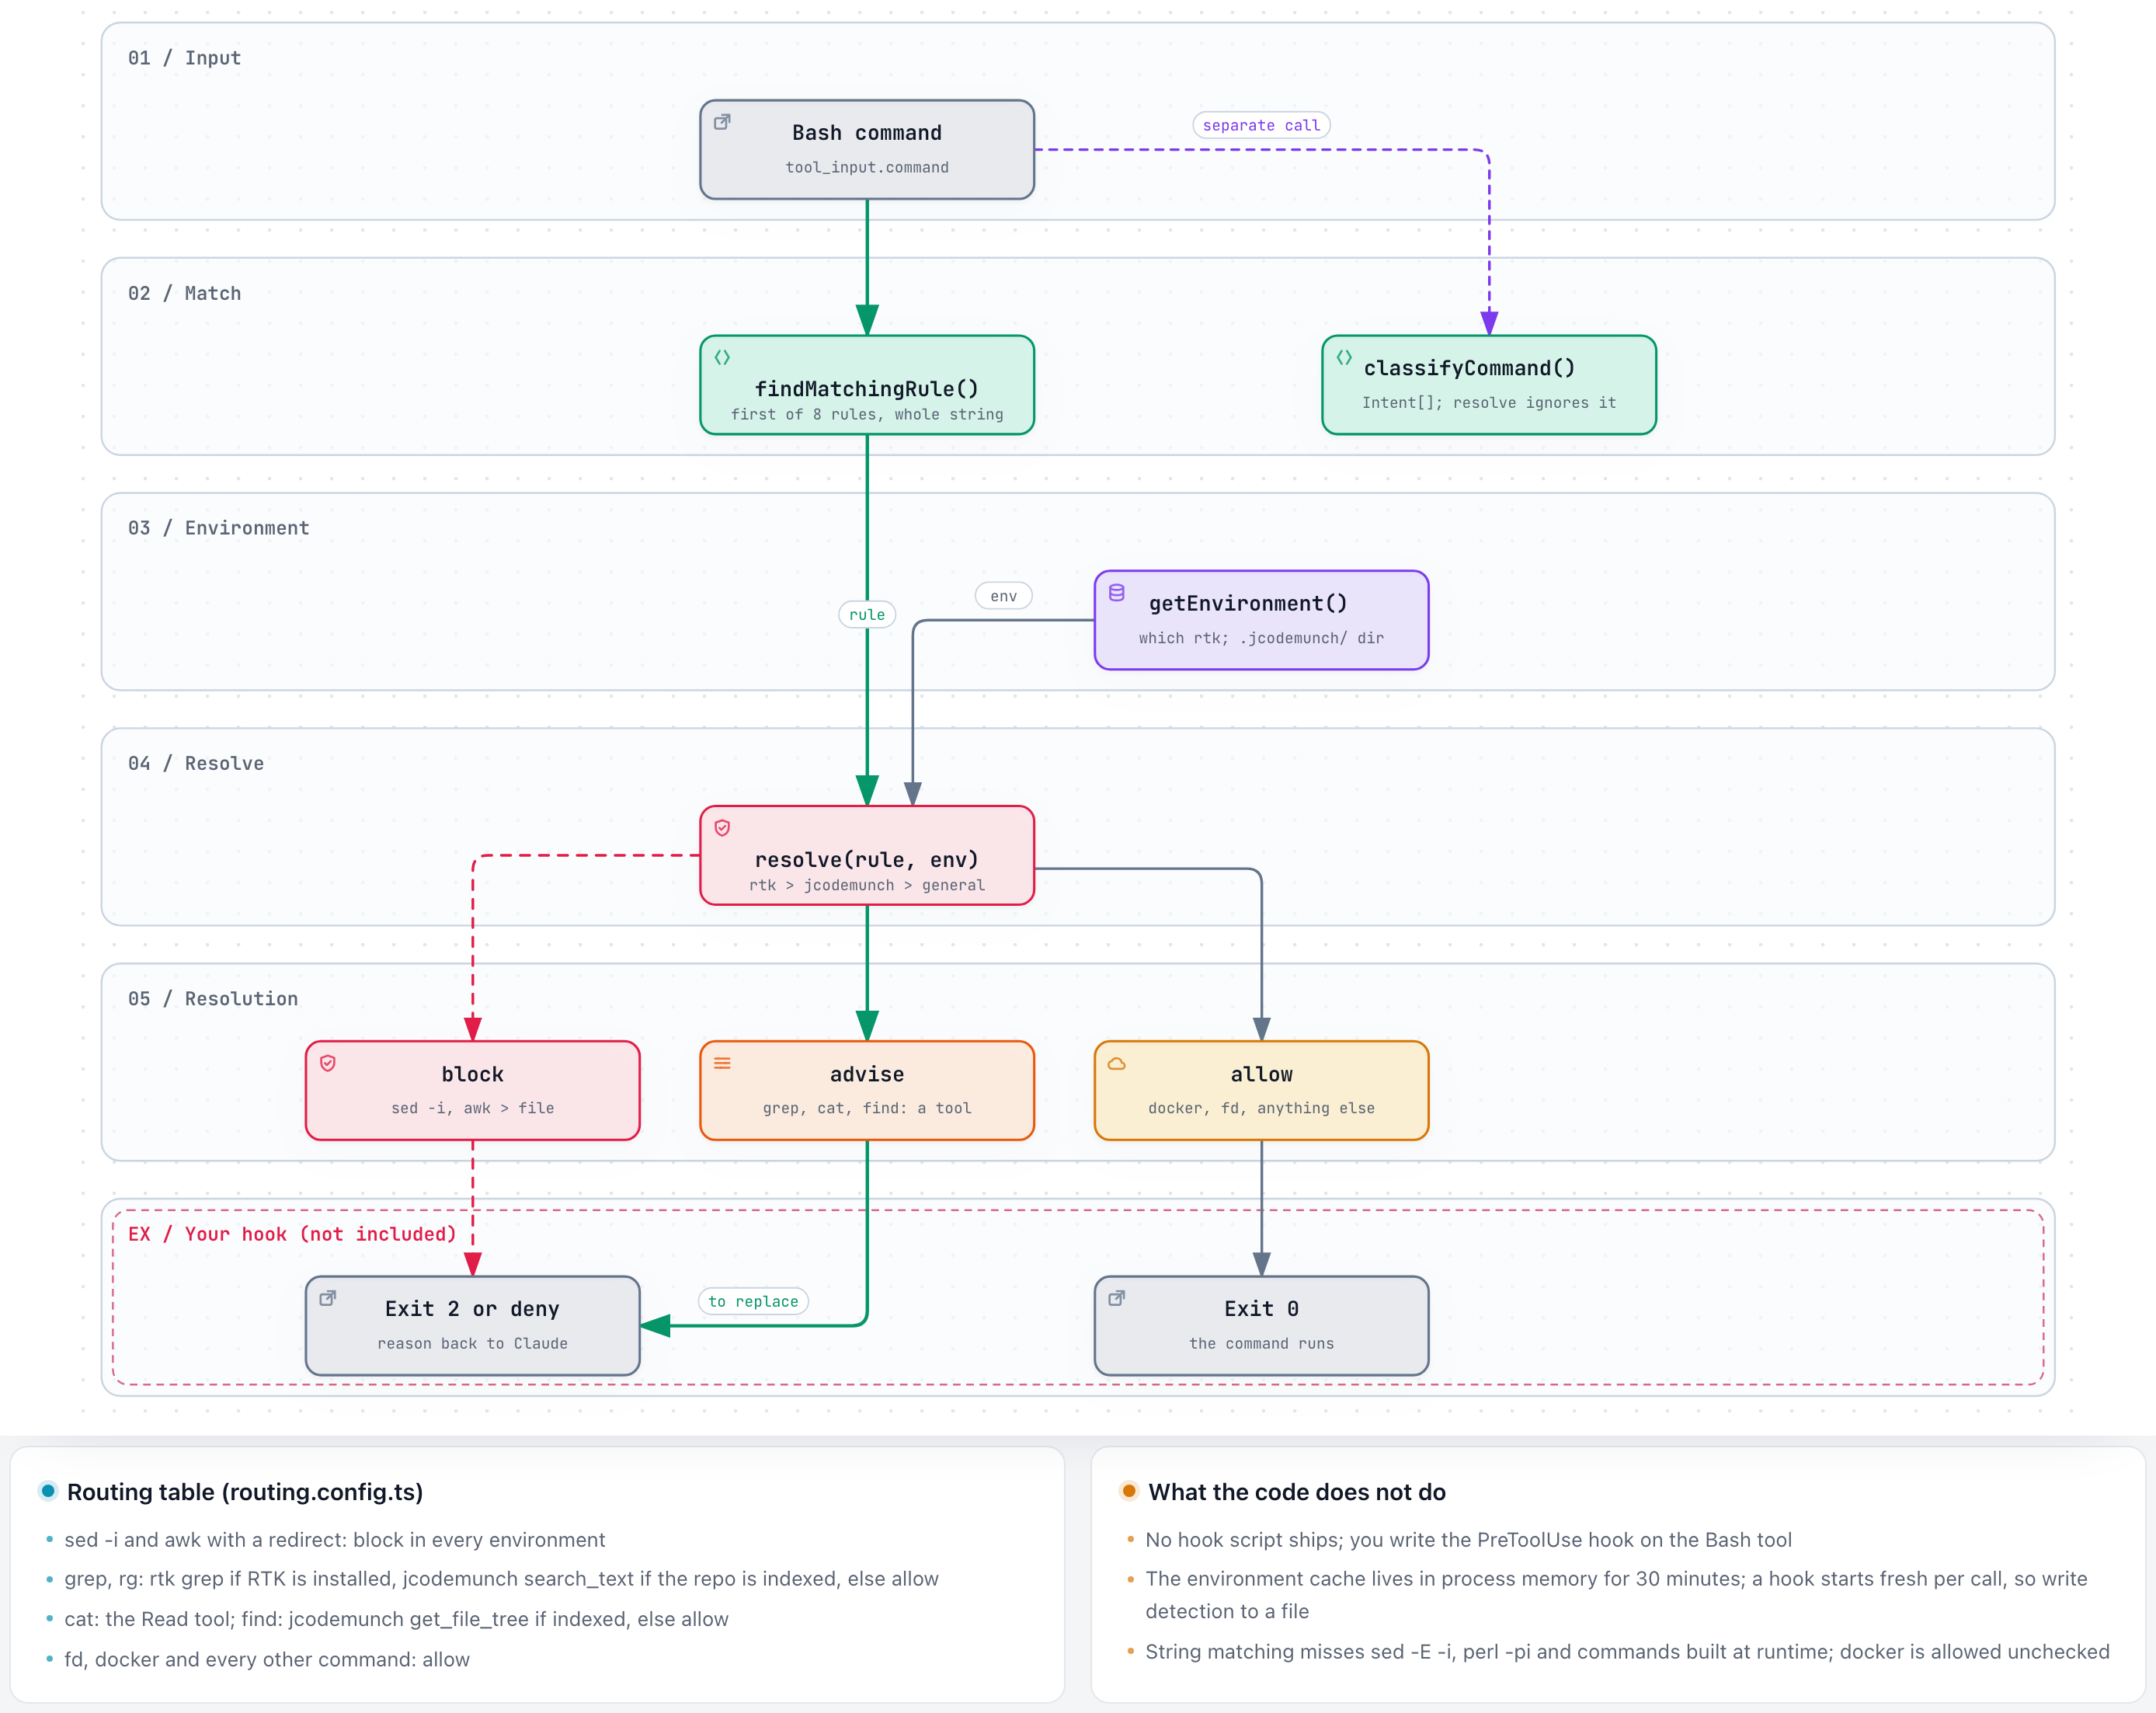 01 / Input
Bash command
tool_input.command
separate call
02 / Match
findMatchingRule()
first of 8 rules, whole string
classifyCommand()
Intent[]; resolve ignores it
03 / Environment
rule
env
getEnvironment()
which rtk; .jcodemunch/ dir
04 / Resolve
resolve(rule, env)
rtk > jcodemunch > general
05 / Resolution
block
sed -i, awk > file
advise
grep, cat, find: a tool
allow
docker, fd, anything else
EX / Your hook (not included)
Exit 2 or deny
reason back to Claude
to replace
Exit 0
the command runs
Routing table (routing.config.ts)
sed -i and awk with a redirect: block in every environment
grep, rg: rtk grep if RTK is installed, jcodemunch search_text if the repo is indexed, else allow
cat: the Read tool; find: jcodemunch get_file_tree if indexed, else allow
fd, docker and every other command: allow
What the code does not do
No hook script ships; you write the PreToolUse hook on the Bash tool
The environment cache lives in process memory for 30 minutes; a hook starts fresh per call, so write
detection to a file
String matching misses sed -E -i, perl -pi and commands built at runtime; docker is allowed unchecked